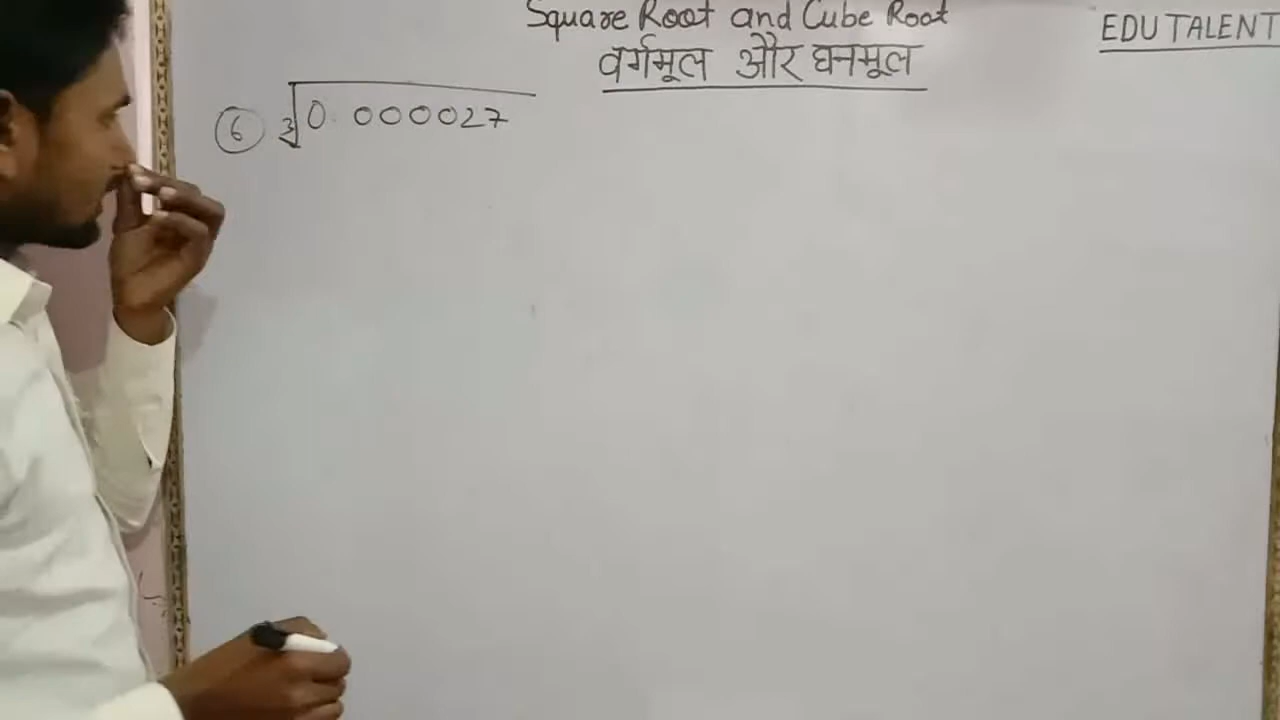 Square Root and Cube Root
EDU TALENT
वर्गमूल और घनमूल
6 ∛0.000027